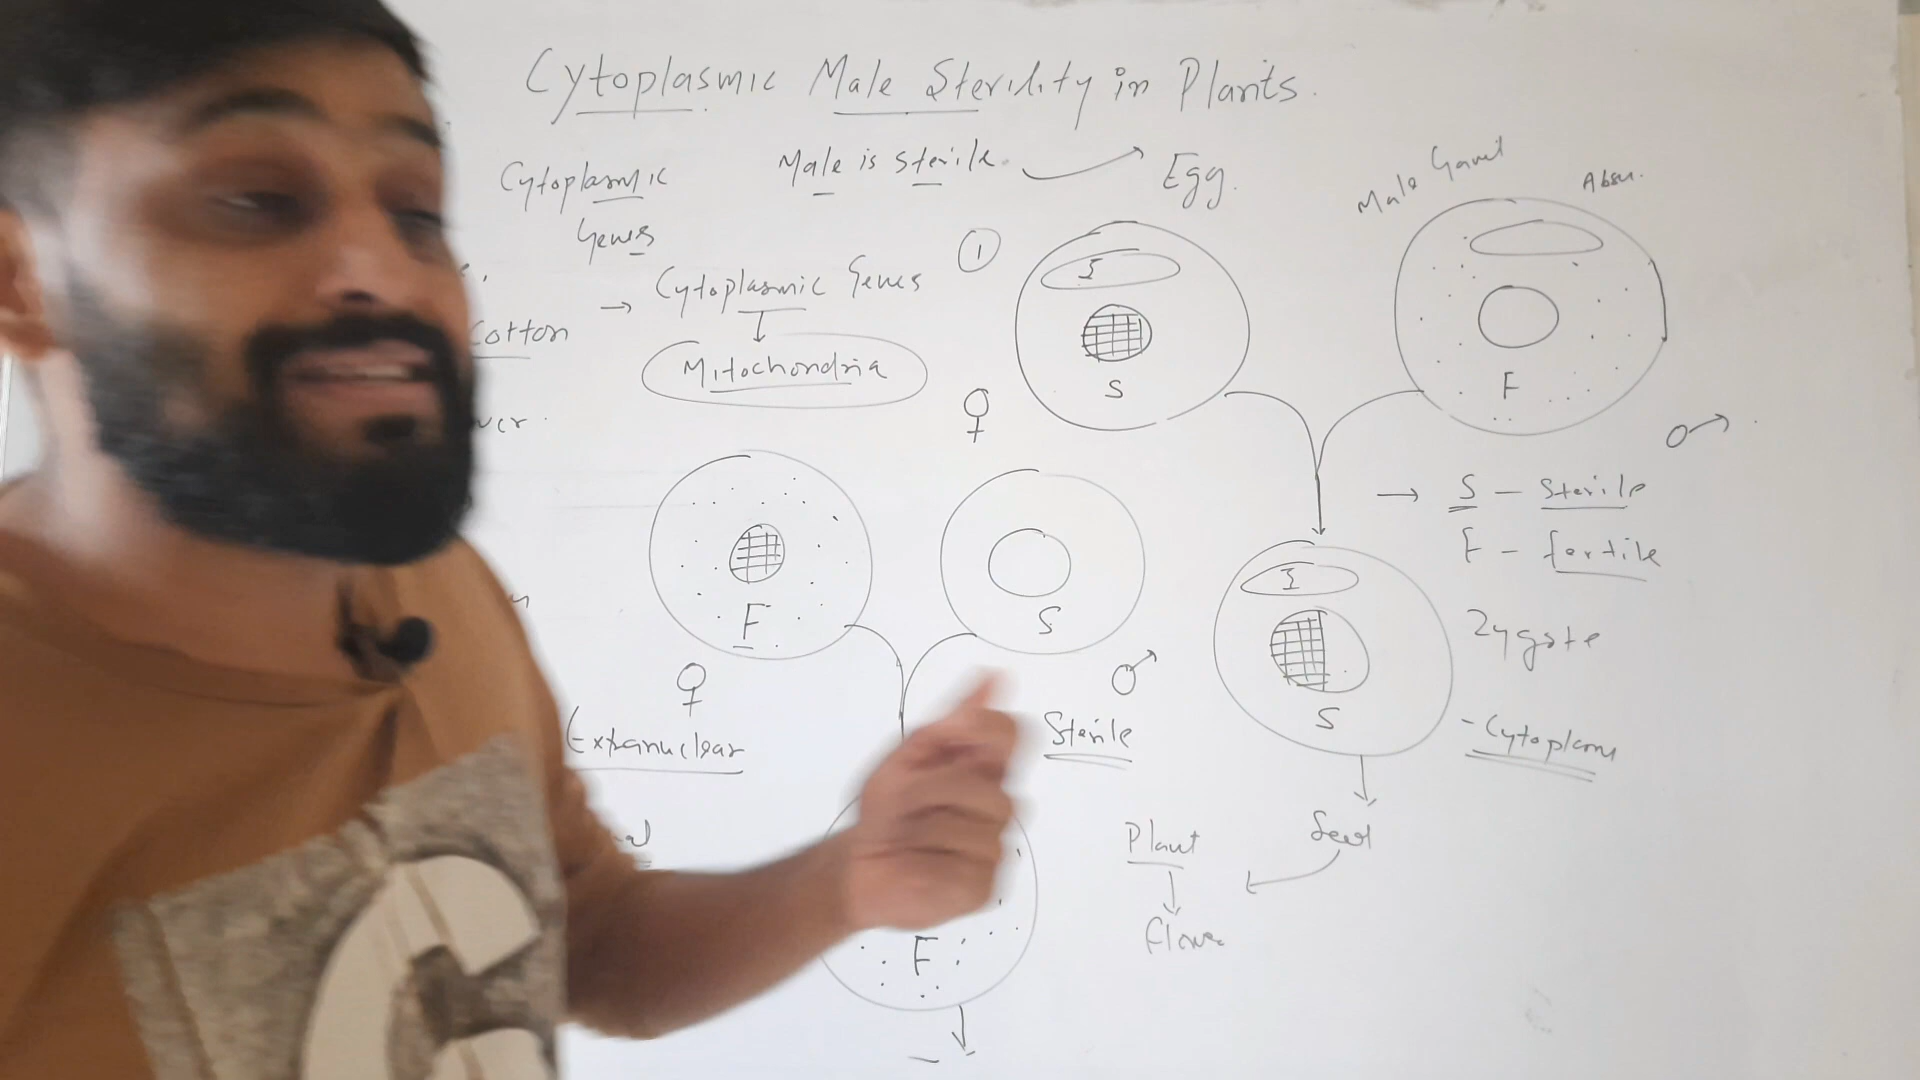 Cytoplasmic Male Sterility in Plants.
Cytoplasmic
Genes
Male is sterile.
Egg.
Male Gamet
→ Cytoplasmic Genes
Mitochondria
Cotton
1
I
S
F
♀
♂
→ S - Sterile
F - fertile
F
S
♀
♂
Extranuclear
Sterile
I
S
Zygote
- Cytoplasm
Seed
Plant
Flower
F